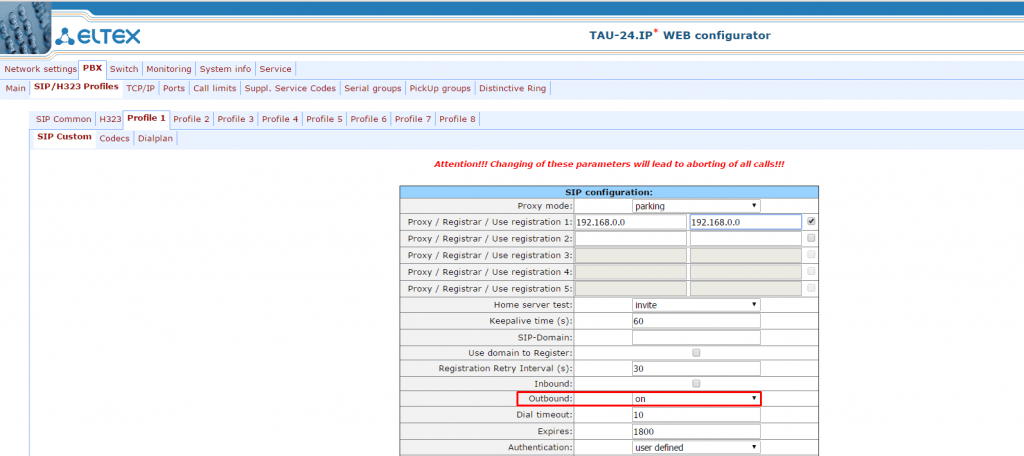 ELTEX
TAU-24.IP* WEB configurator
Network settings PBX Switch Monitoring System info Service
Main SIP/H323 Profiles TCP/IP Ports Call limits Suppl. Service Codes Serial groups PickUp groups Distinctive Ring
SIP Common H323 Profile 1 Profile 2 Profile 3 Profile 4 Profile 5 Profile 6 Profile 7 Profile 8
SIP Custom Codecs Dialplan
Attention!!! Changing of these parameters will lead to aborting of all calls!!!
SIP configuration:
Proxy mode: parking
Proxy / Registrar / Use registration 1: 192.168.0.0 192.168.0.0
Proxy / Registrar / Use registration 2:
Proxy / Registrar / Use registration 3:
Proxy / Registrar / Use registration 4:
Proxy / Registrar / Use registration 5:
Home server test: invite
Keepalive time (s): 60
SIP-Domain:
Use domain to Register:
Registration Retry Interval (s): 30
Inbound:
Outbound: on
Dial timeout: 10
Expires: 1800
Authentication: user defined